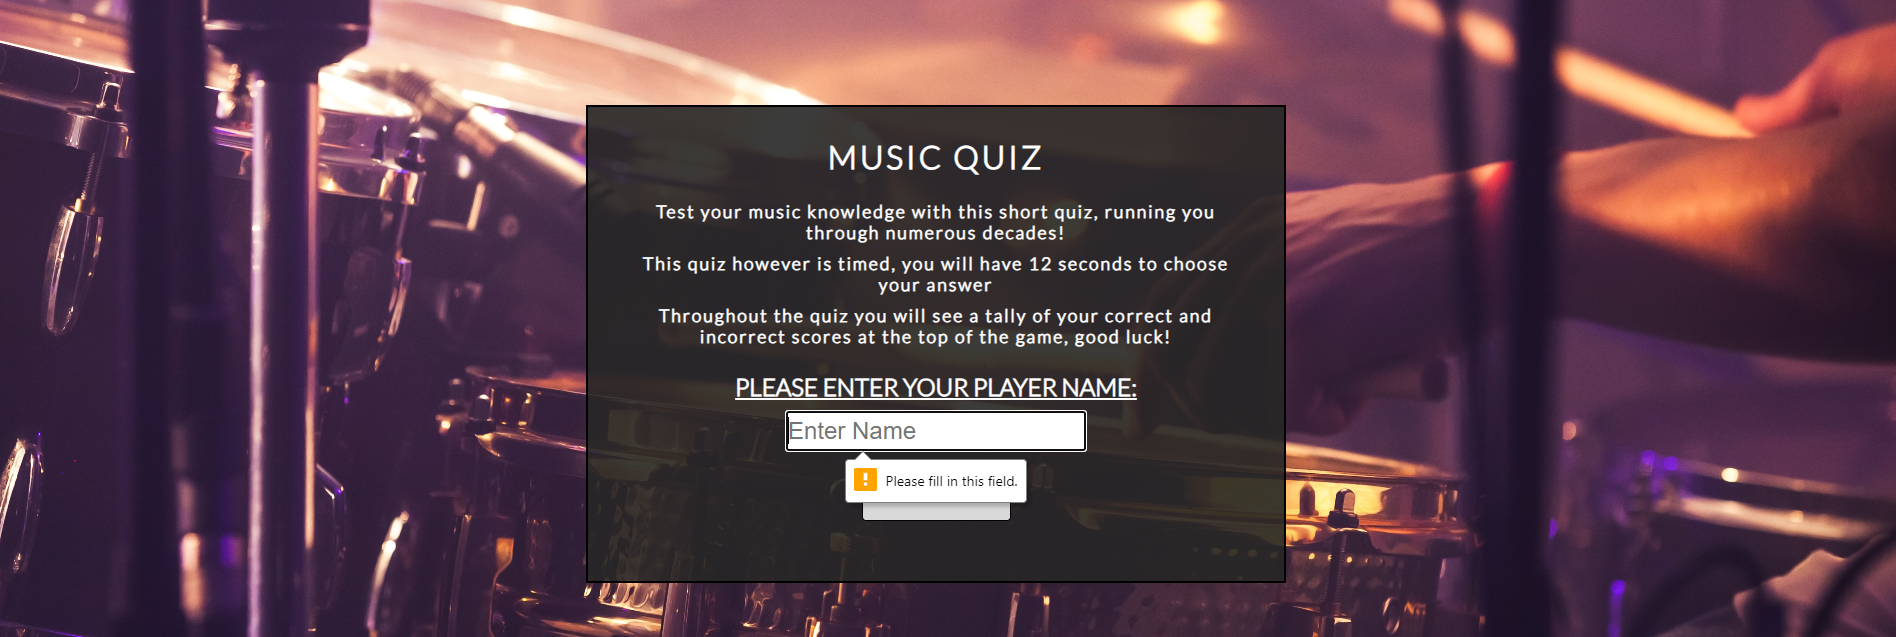 MUSIC QUIZ
Test your music knowledge with this short quiz, running you
through numerous decades!
This quiz however is timed, you will have 12 seconds to choose
your answer
Throughout the quiz you will see a tally of your correct and
incorrect scores at the top of the game, good luck!
PLEASE ENTER YOUR PLAYER NAME:
Enter Name
Please fill in this field.